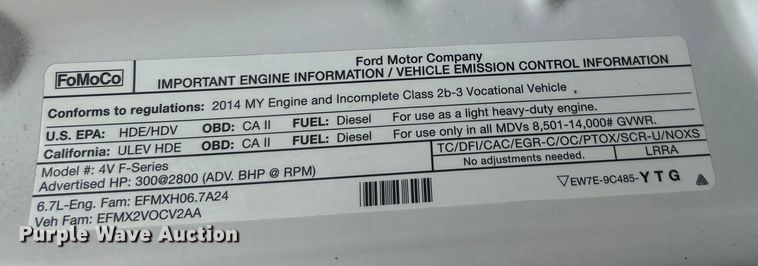 FoMoCo
Ford Motor Company
IMPORTANT ENGINE INFORMATION / VEHICLE EMISSION CONTROL INFORMATION
Conforms to regulations: 2014 MY Engine and Incomplete Class 2b-3 Vocational Vehicle
U.S. EPA: HDE/HDV OBD: CA II FUEL: Diesel For use as a light heavy-duty engine.
California: ULEV HDE OBD: CA II FUEL: Diesel For use only in all MDVs 8,501-14,000# GVWR.
Model #: 4V F-Series
Advertised HP: 300@2800 (ADV. BHP @ RPM)
TC/DFI/CAC/EGR-C/OC/PTOX/SCR-U/NOXS
No adjustments needed. LRRA
6.7L-Eng. Fam: EFMXH06.7A24
Veh Fam: EFMX2VOCV2AA
EW7E-9C485-YTG
Purple Wave Auction